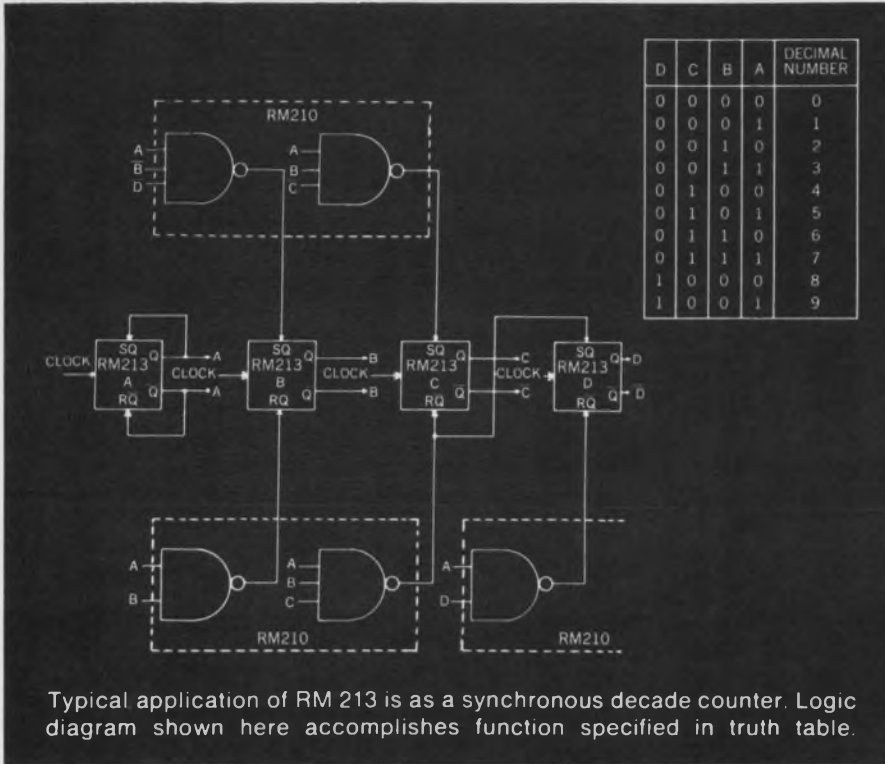 D C B A DECIMAL NUMBER
0 0 0 0 0
0 0 0 1 1
0 0 1 0 2
0 0 1 1 3
0 1 0 0 4
0 1 0 1 5
0 1 1 0 6
0 1 1 1 7
1 0 0 0 8
1 0 0 1 9
RM210
A
B̅
D̅
A
B
C
CLOCK
SQ Q
RM213
A
RQ̅ Q̅
A
A
CLOCK
SQ Q
RM213
B
RQ Q
B
B
CLOCK
SQ Q
RM213
C
RQ Q̅
C
C̅
CLOCK
SQ Q
RM213
D
RQ Q̅
D
D̅
A
B
A
B
C
RM210
A
D
RM210
Typical application of RM 213 is as a synchronous decade counter. Logic
diagram shown here accomplishes function specified in truth table.